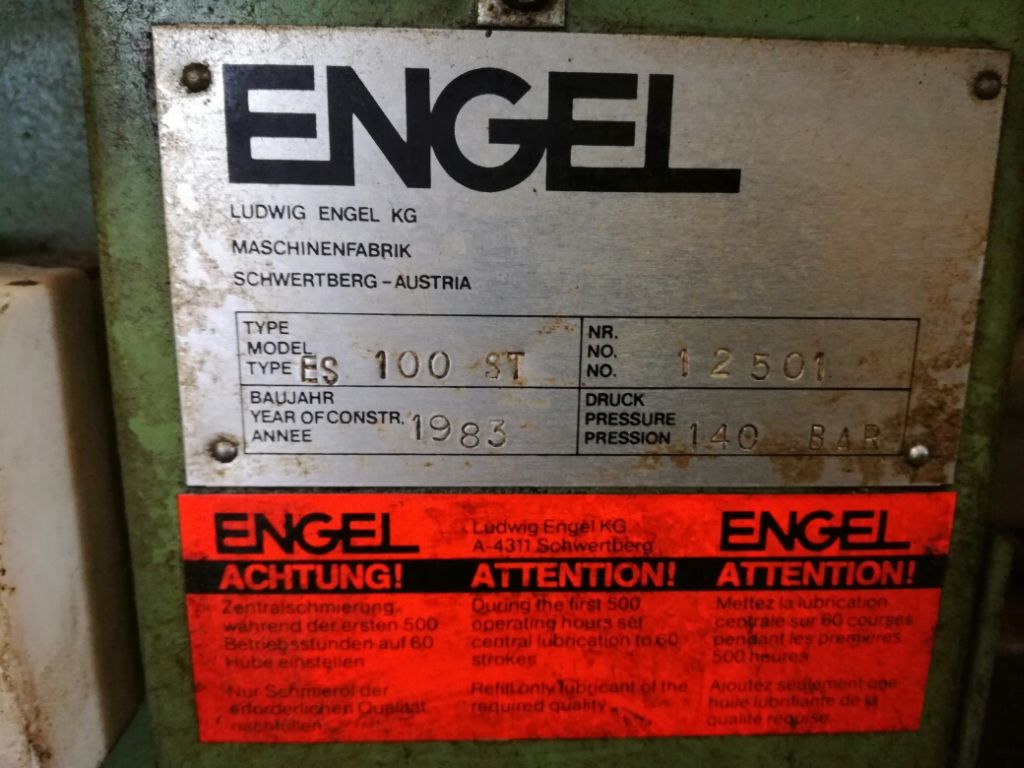 ENGEL
LUDWIG ENGEL KG
MASCHINENFABRIK
SCHWERTBERG – AUSTRIA
TYPE
MODEL
TYPE ES 100 ST
NR.
NO.
NO. 12501
BAUJAHR
YEAR OF CONSTR.
ANNEE 1983
DRUCK
PRESSURE
PRESSION 140 BAR
ENGEL
Ludwig Engel KG
A-4311 Schwertberg
ENGEL
ACHTUNG!
Zentralschmierung
während der ersten 500
Betriebsstunden auf 60
Hübe einstellen
Nur Schmieröl der
erforderlichen Qualität
nachfüllen
ATTENTION!
During the first 500
operating hours set
central lubrication to 60
strokes
Refill only lubricant of the
required quality
ATTENTION!
Mettez la lubrication
centrale sur 60 courses
pendant les premières
500 heures
Ajoutez seulement une
huile lubrifiante de la
qualité requise